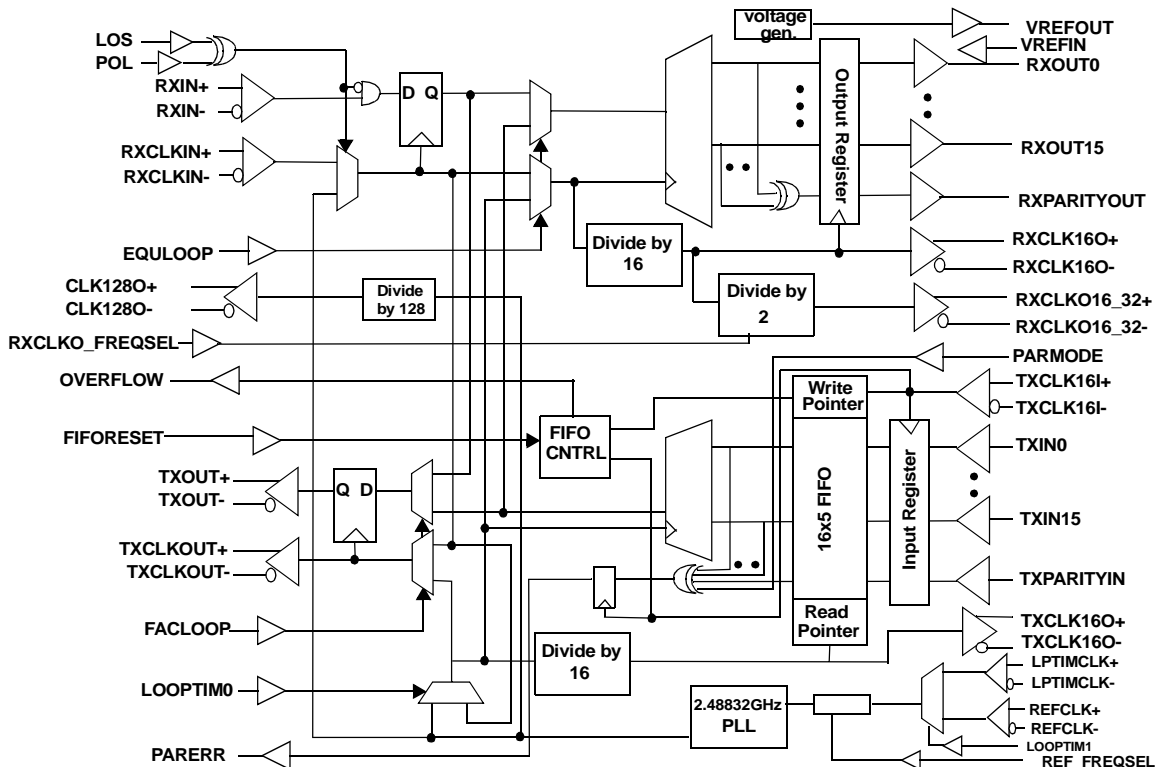 voltage
gen.
VREFOUT
VREFIN
LOS
POL
RXIN+
RXIN-
D Q
Output Register
RXOUT0
RXCLKIN+
RXCLKIN-
RXOUT15
RXPARITYOUT
EQULOOP
Divide by
16
RXCLK16O+
RXCLK16O-
CLK128O+
CLK128O-
Divide
by 128
Divide by
2
RXCLKO16_32+
RXCLKO16_32-
RXCLKO_FREQSEL
PARMODE
OVERFLOW
Write
Pointer
TXCLK16I+
TXCLK16I-
FIFORESET
FIFO
CNTRL
TXIN0
TXOUT+
TXOUT-
Q D
16x5 FIFO
Input Register
TXIN15
TXCLKOUT+
TXCLKOUT-
TXPARITYIN
FACLOOP
Read
Pointer
TXCLK16O+
TXCLK16O-
Divide by
16
LPTIMCLK+
LPTIMCLK-
LOOPTIM0
2.48832GHz
PLL
REFCLK+
REFCLK-
LOOPTIM1
PARERR
REF_FREQSEL